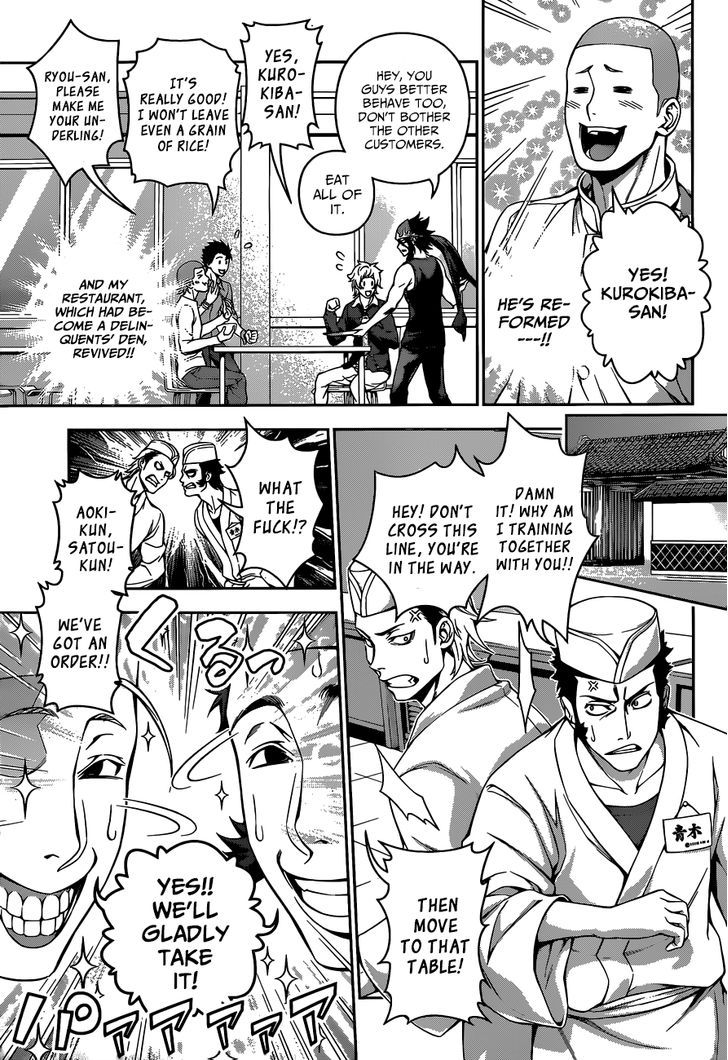 YES!
KUROKIBA-
SAN!
HE'S RE-
FORMED
---!!
HEY, YOU
GUYS BETTER
BEHAVE TOO,
DON'T BOTHER
THE OTHER
CUSTOMERS.
EAT
ALL OF
IT.
YES,
KURO-
KIBA-
SAN!
IT'S
REALLY GOOD!
I WON'T LEAVE
EVEN A GRAIN
OF RICE!
RYOU-SAN,
PLEASE
MAKE ME
YOUR UN-
DERLING!
AND MY
RESTAURANT,
WHICH HAD BE-
COME A DELIN-
QUENTS' DEN,
REVIVED!!
DAMN
IT! WHY AM
I TRAINING
TOGETHER
WITH YOU!!
HEY! DON'T
CROSS THIS
LINE, YOU'RE
IN THE WAY.
青木
THEN
MOVE
TO THAT
TABLE!
WHAT
THE
FUCK!?
AOKI-
KUN,
SATOU-
KUN!
WE'VE
GOT AN
ORDER!!
くるっ
YES!!
WE'LL
GLADLY
TAKE
IT!
パアアアアア